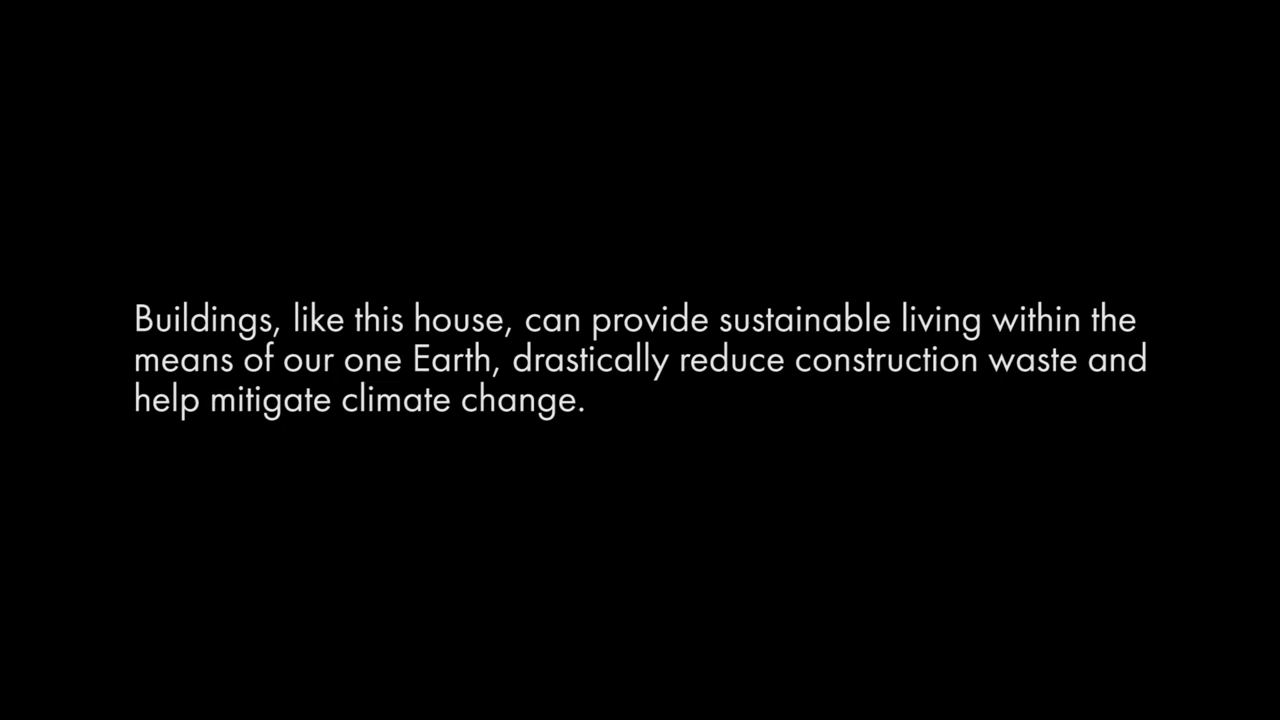 Buildings, like this house, can provide sustainable living within the
means of our one Earth, drastically reduce construction waste and
help mitigate climate change.